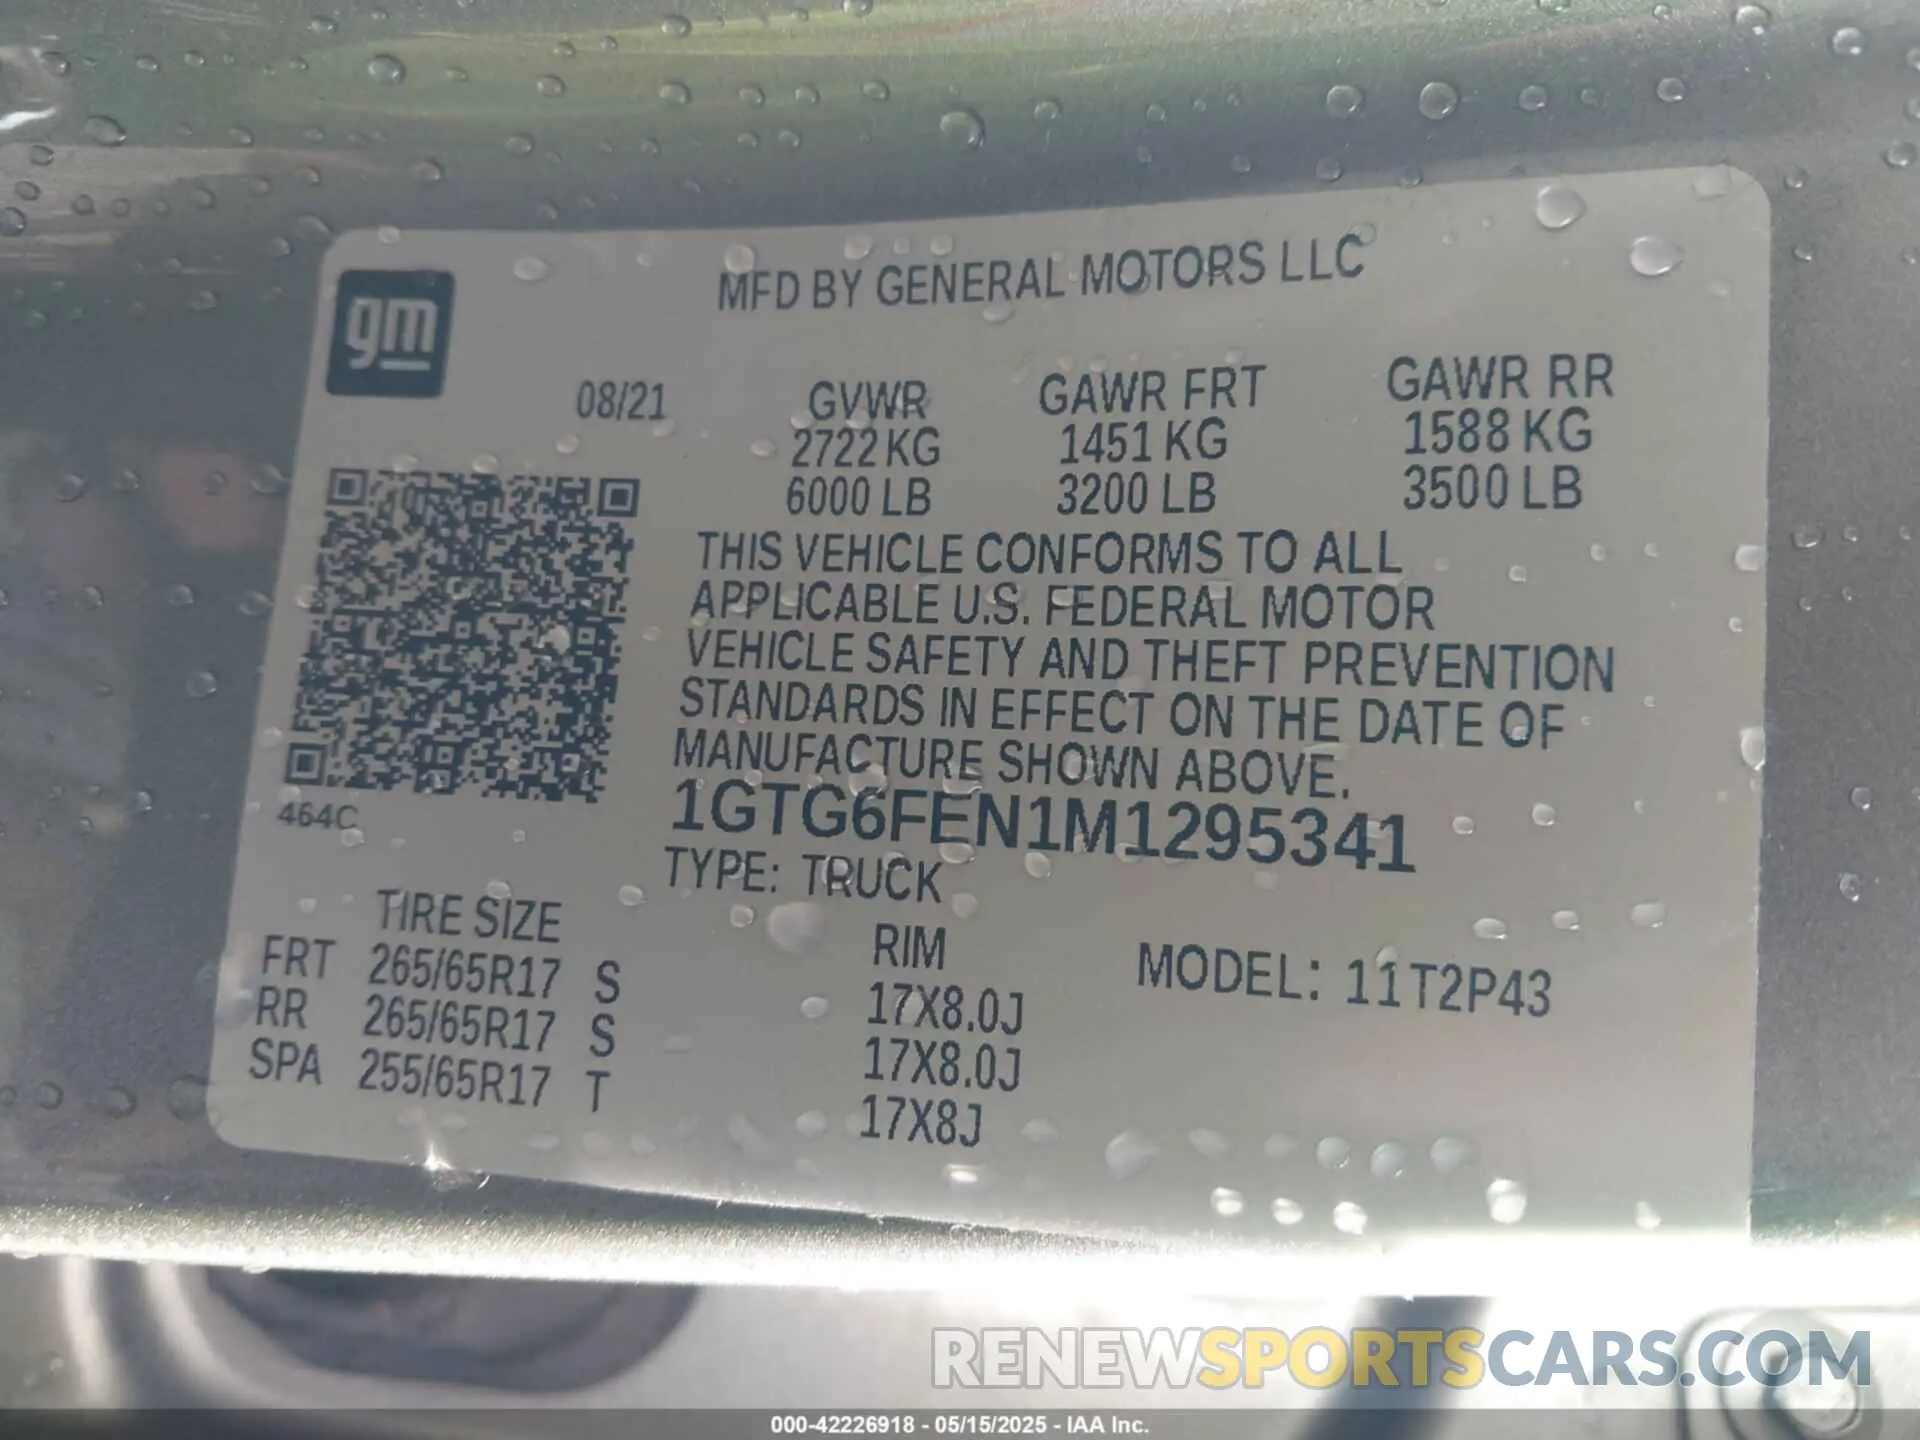 MFD BY GENERAL MOTORS LLC
gm
08/21 GVWR GAWR FRT GAWR RR
2722 KG 1451 KG 1588 KG
6000 LB 3200 LB 3500 LB
THIS VEHICLE CONFORMS TO ALL
APPLICABLE U.S. FEDERAL MOTOR
VEHICLE SAFETY AND THEFT PREVENTION
STANDARDS IN EFFECT ON THE DATE OF
MANUFACTURE SHOWN ABOVE.
464C
1GTG6FEN1M1295341
TYPE: TRUCK
TIRE SIZE RIM MODEL: 11T2P43
FRT 265/65R17 S 17X8.0J
RR 265/65R17 S 17X8.0J
SPA 255/65R17 T 17X8J
RENEWSPORTSCARS.COM
000-42226918 - 05/15/2025 - IAA Inc.